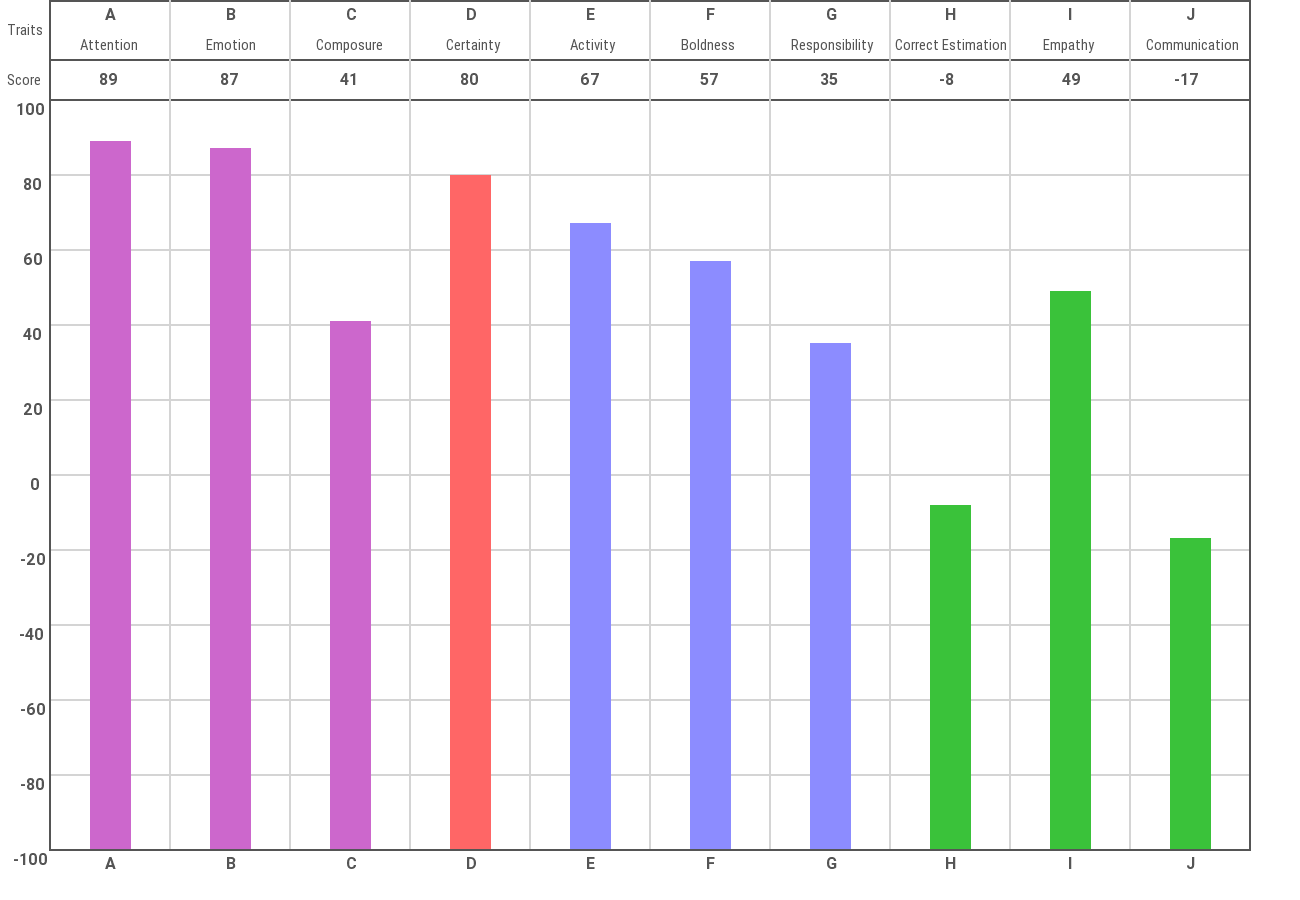 Traits A B C D E F G H I J
Attention Emotion Composure Certainty Activity Boldness Responsibility Correct Estimation Empathy Communication
Score 89 87 41 80 67 57 35 -8 49 -17
100
80
60
40
20
0
-20
-40
-60
-80
-100
A B C D E F G H I J